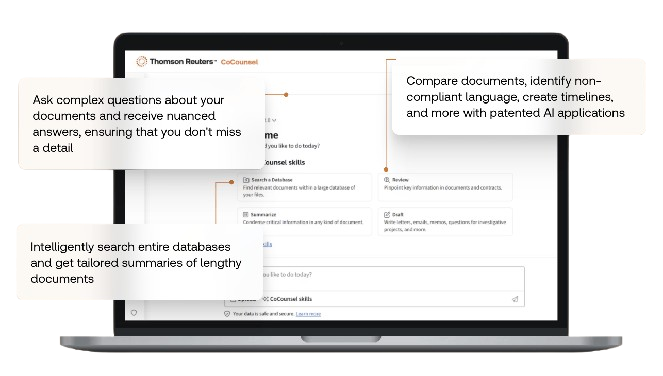 Thomson Reuters™ CoCounsel
Ask complex questions about your
documents and receive nuanced
answers, ensuring that you don't miss
a detail
Compare documents, identify non-
compliant language, create timelines,
and more with patented AI applications
me
d you like to do today?
ounsel skills
Search a Database
Find relevant documents within a large database of
your files.
Review
Pinpoint key information in documents and contracts.
Summarize
Condense critical information is any kind of document
Draft
Write letters, emails, memos, questions for investigative
projects, and more.
Intelligently search entire databases
and get tailored summaries of lengthy
documents
ou like to do today?
CoCounsel skills
Your data is safe and secure. Learn more